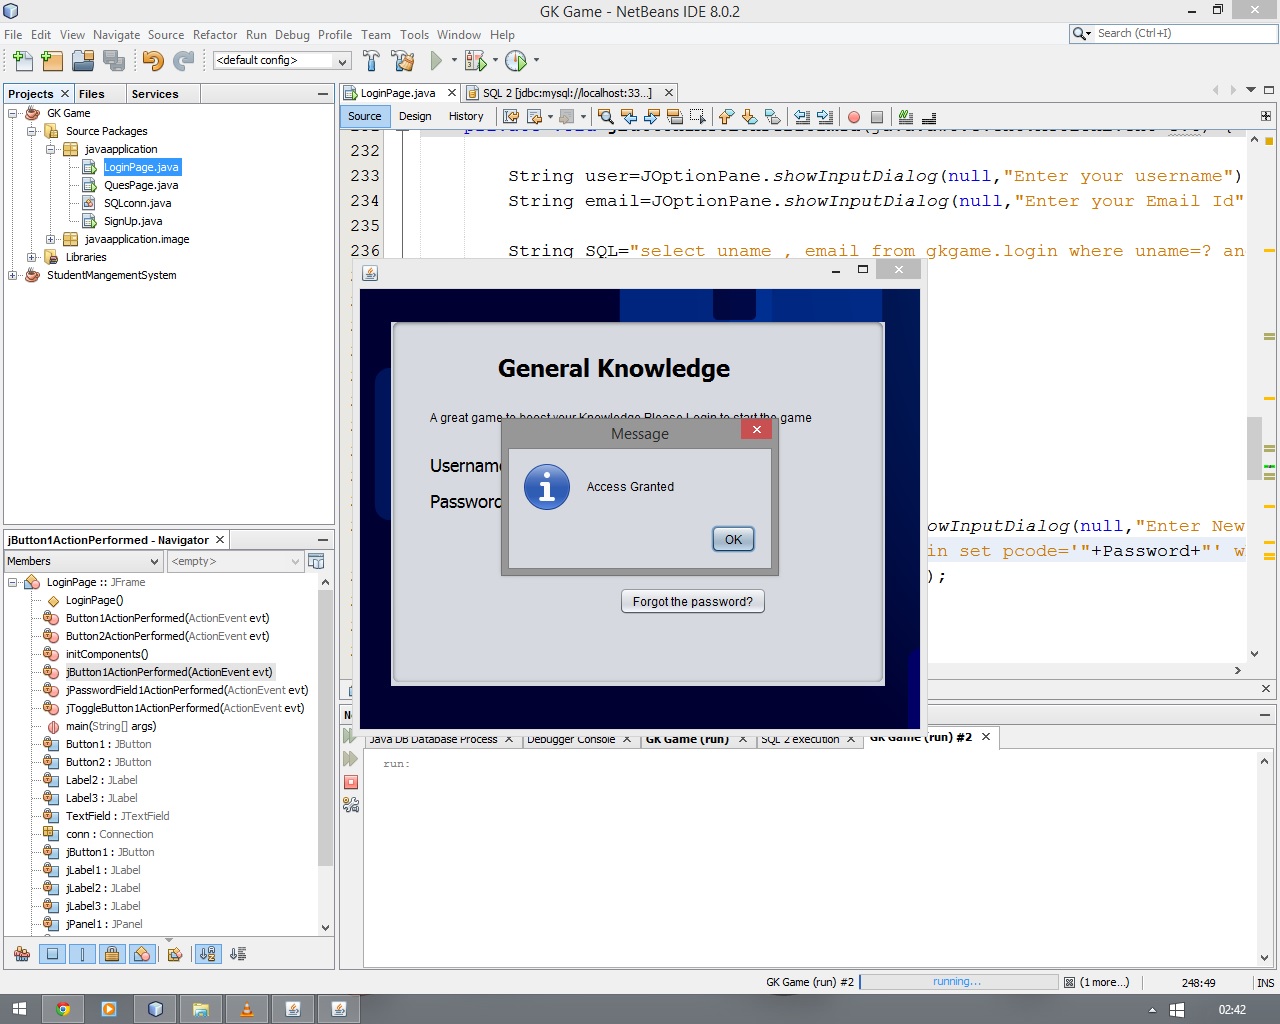 GK Game - NetBeans IDE 8.0.2
File Edit View Navigate Source Refactor Run Debug Profile Team Tools Window Help
Search (Ctrl+I)
<default config>
Projects Files Services
GK Game
Source Packages
javaapplication
LoginPage.java
QuesPage.java
SQLconn.java
SignUp.java
javaapplication.image
Libraries
StudentMangementSystem
LoginPage.java SQL 2 [jdbc:mysql://localhost:33...]
Source Design History
232
233 String user=JOptionPane.showInputDialog(null,"Enter your username")
234 String email=JOptionPane.showInputDialog(null,"Enter your Email Id"
235
236 String SQL="select uname , email from gkgame.login where uname=? an
owInputDialog(null,"Enter New
in set pcode='"+Password+"' w
);
General Knowledge
A great game to boost your Knowledge.Please Login to start the game
Username
Password
Message
Access Granted
OK
Forgot the password?
jButton1ActionPerformed - Navigator
Members <empty>
LoginPage :: JFrame
LoginPage()
Button1ActionPerformed(ActionEvent evt)
Button2ActionPerformed(ActionEvent evt)
initComponents()
jButton1ActionPerformed(ActionEvent evt)
jPasswordField1ActionPerformed(ActionEvent evt)
jToggleButton1ActionPerformed(ActionEvent evt)
main(String[] args)
Button1 : JButton
Button2 : JButton
Label2 : JLabel
Label3 : JLabel
TextField : JTextField
conn : Connection
jButton1 : JButton
jLabel1 : JLabel
jLabel2 : JLabel
jLabel3 : JLabel
jPanel1 : JPanel
Java DB Database Process Debugger Console GK Game (run) SQL 2 execution GK Game (run) #2
run:
GK Game (run) #2 running... (1 more...) 248:49 INS
02:42